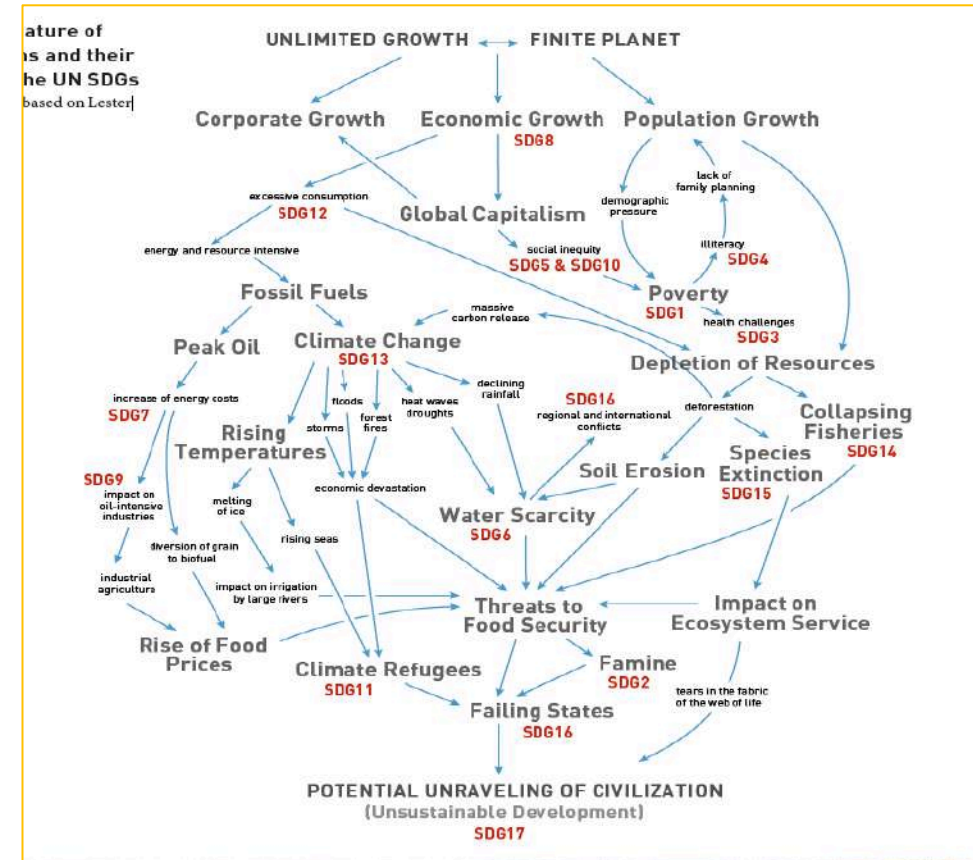 ature of
ns and their
he UN SDGs
based on Lester
UNLIMITED GROWTH
FINITE PLANET
Corporate Growth
Economic Growth
SDG8
Population Growth
excessive consumption
SDG12
Global Capitalism
demographic
pressure
lack of
family planning
energy and resource intensive
social inequity
SDG5 & SDG10
illiteracy
SDG4
Fossil Fuels
Poverty
SDG1
massive
carbon release
health challenges
SDG3
Peak Oil
Climate Change
SDG13
Depletion of Resources
increase of energy costs
SDG7
floods
storms
forest
fires
heat waves
droughts
declining
rainfall
SDG16
regional and international
conflicts
deforestation
Collapsing
Fisheries
SDG14
Rising
Temperatures
Soil Erosion
Species
Extinction
SDG15
SDG9
impact on
oil-intensive
industries
melting
of ice
economic devastation
Water Scarcity
SDG6
rising seas
diversion of grain
to biofuel
industrial
agriculture
impact on irrigation
by large rivers
Threats to
Food Security
Impact on
Ecosystem Service
Rise of Food
Prices
Climate Refugees
SDG11
Famine
SDG2
tears in the fabric
of the web of life
Failing States
SDG16
POTENTIAL UNRAVELING OF CIVILIZATION
(Unsustainable Development)
SDG17